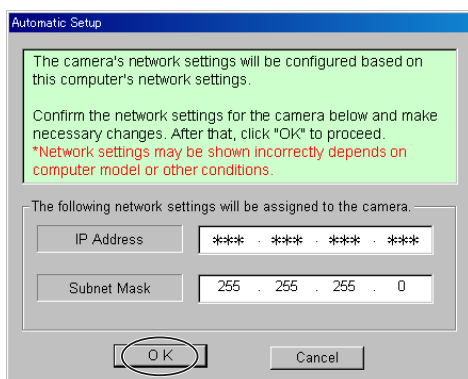 Automatic Setup
The camera's network settings will be configured based on
this computer's network settings.
Confirm the network settings for the camera below and make
necessary changes. After that, click "OK" to proceed.
*Network settings may be shown incorrectly depends on
computer model or other conditions.
The following network settings will be assigned to the camera.
IP Address *** . *** . *** . ***
Subnet Mask 255 . 255 . 255 . 0
OK Cancel